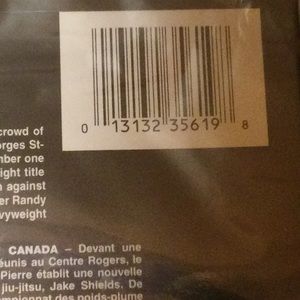 0 13132 35619 8
crowd of
orges St-
mber one
ight title
against
er Randy
vyweight
CANADA – Devant une
éunis au Centre Rogers, le
Pierre établit une nouvelle
jiu-jitsu, Jake Shields. De
mpionnat des poids-plume